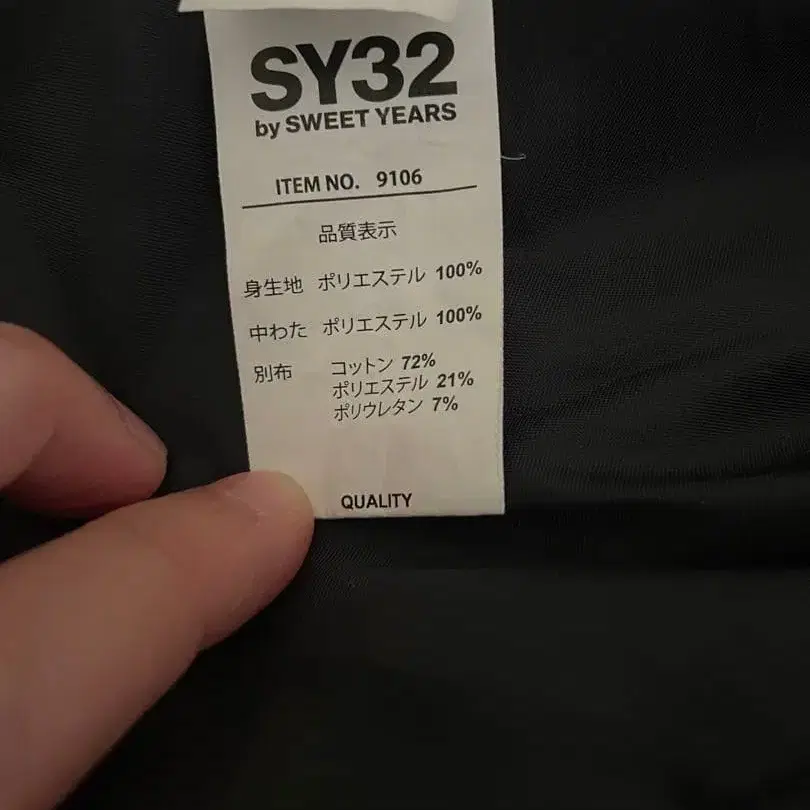 SY32
by SWEET YEARS
ITEM NO. 9106
品質表示
身生地 ポリエステル 100%
中わた ポリエステル 100%
別布 コットン 72%
ポリエステル 21%
ポリウレタン 7%
QUALITY